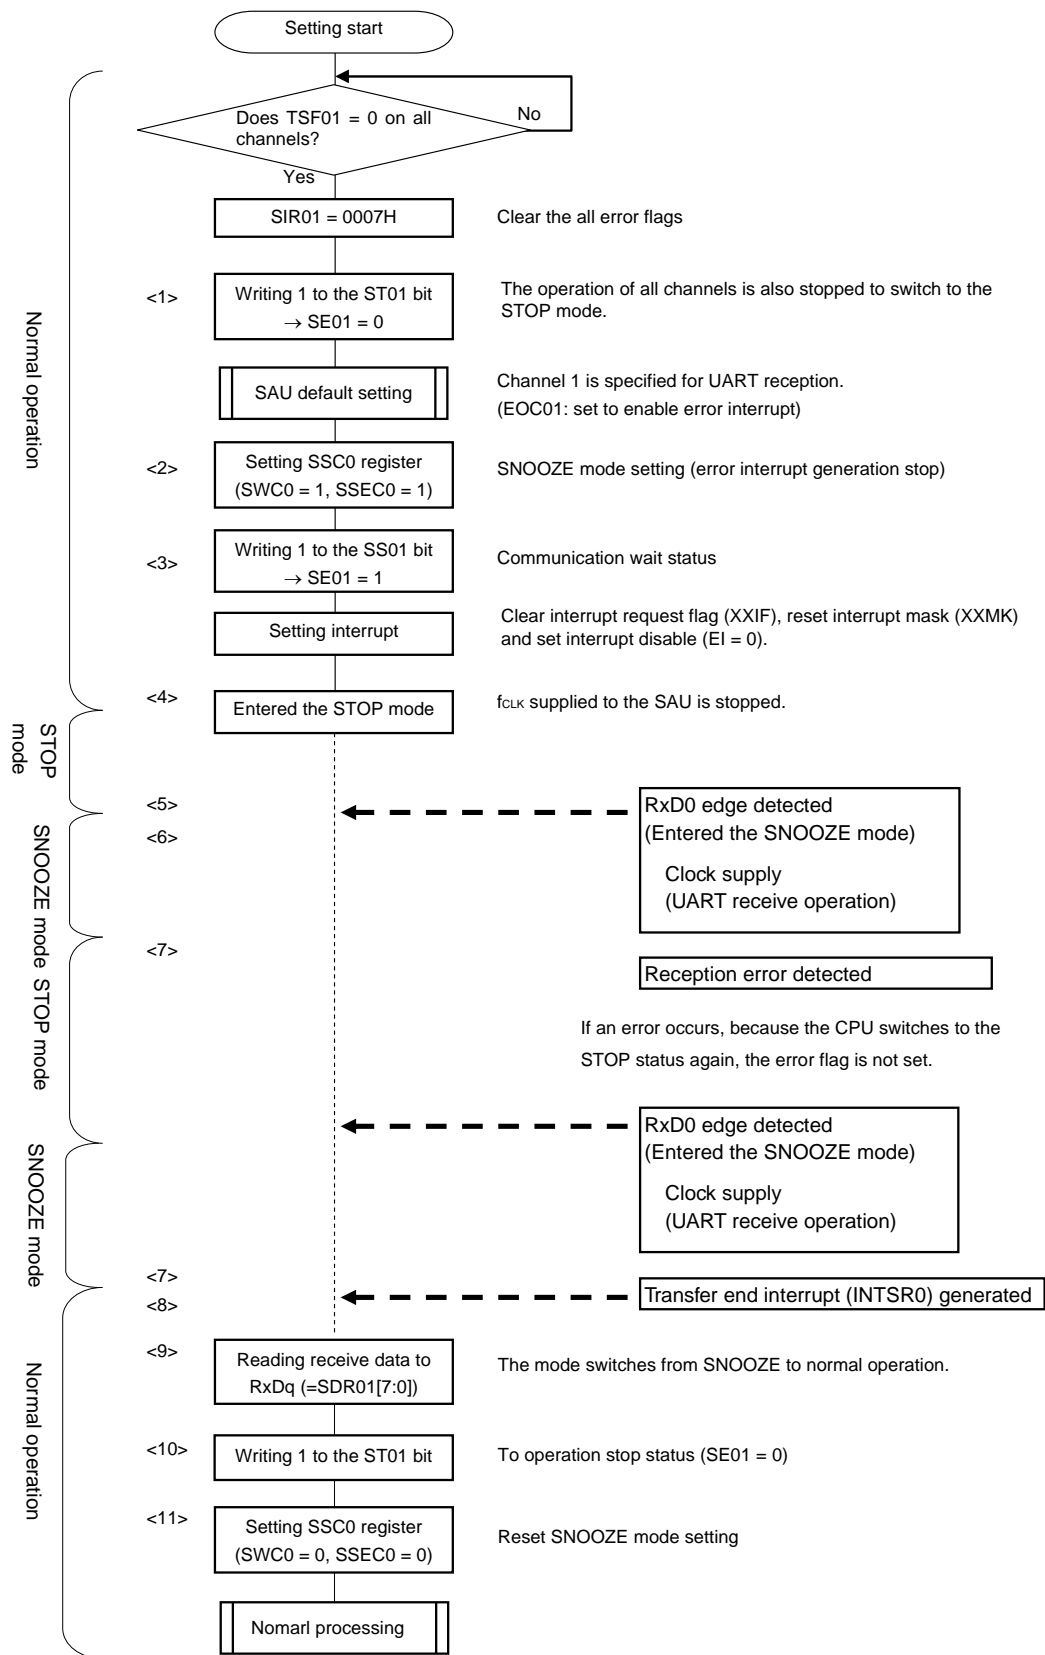 Setting start
Does TSF01 = 0 on all
channels?
No
Yes
SIR01 = 0007H
Clear the all error flags
<1>
Writing 1 to the ST01 bit
→ SE01 = 0
The operation of all channels is also stopped to switch to the
STOP mode.
Normal operation
SAU default setting
Channel 1 is specified for UART reception.
(EOC01: set to enable error interrupt)
<2>
Setting SSC0 register
(SWC0 = 1, SSEC0 = 1)
SNOOZE mode setting (error interrupt generation stop)
<3>
Writing 1 to the SS01 bit
→ SE01 = 1
Communication wait status
Setting interrupt
Clear interrupt request flag (XXIF), reset interrupt mask (XXMK)
and set interrupt disable (EI = 0).
<4>
Entered the STOP mode
fCLK supplied to the SAU is stopped.
STOP
mode
<5>
<6>
RxD0 edge detected
(Entered the SNOOZE mode)
Clock supply
(UART receive operation)
SNOOZE mode
<7>
Reception error detected
STOP mode
If an error occurs, because the CPU switches to the
STOP status again, the error flag is not set.
RxD0 edge detected
(Entered the SNOOZE mode)
Clock supply
(UART receive operation)
SNOOZE mode
<7>
<8>
Transfer end interrupt (INTSR0) generated
<9>
Reading receive data to
RxDq (=SDR01[7:0])
The mode switches from SNOOZE to normal operation.
Normal operation
<10>
Writing 1 to the ST01 bit
To operation stop status (SE01 = 0)
<11>
Setting SSC0 register
(SWC0 = 0, SSEC0 = 0)
Reset SNOOZE mode setting
Nomarl processing